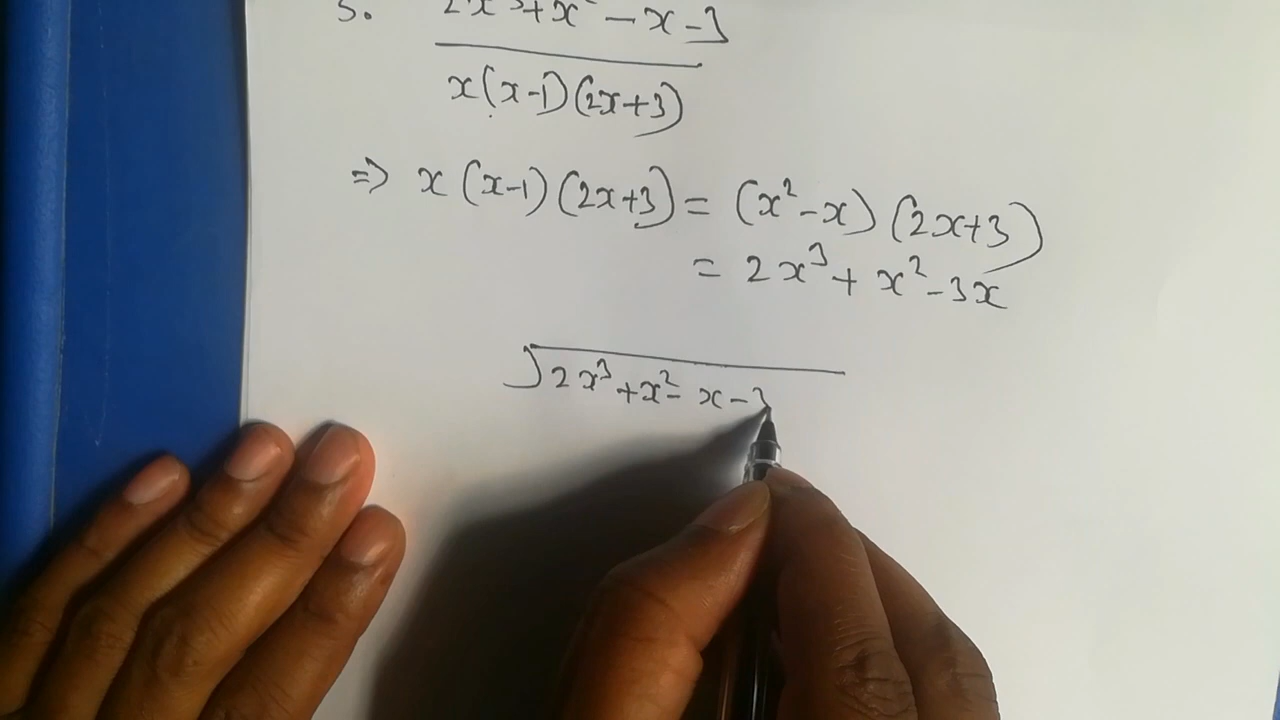 5. 2x³+x² - x - 3
x(x-1)(2x+3)
⇒ x(x-1)(2x+3) = (x²-x)(2x+3)
= 2x³ + x² - 3x
2x³ + x² - x - 3